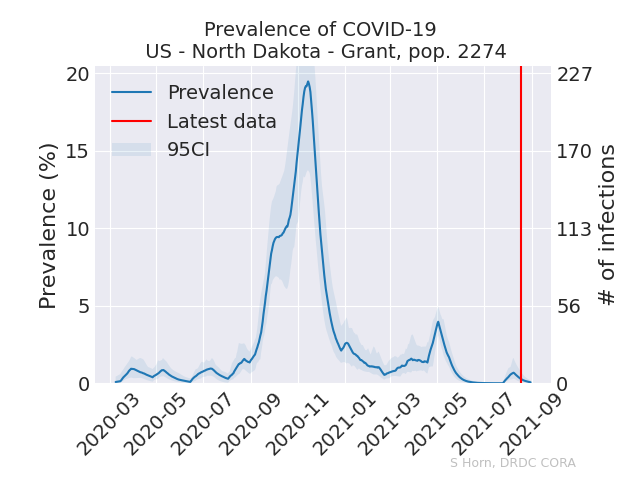 Prevalence of COVID-19
US - North Dakota - Grant, pop. 2274
Prevalence
Latest data
95CI
Prevalence (%)
20
15
10
5
0
227
170
113
56
0
# of infections
2020-03
2020-05
2020-07
2020-09
2020-11
2021-01
2021-03
2021-05
2021-07
2021-09
S Horn, DRDC CORA